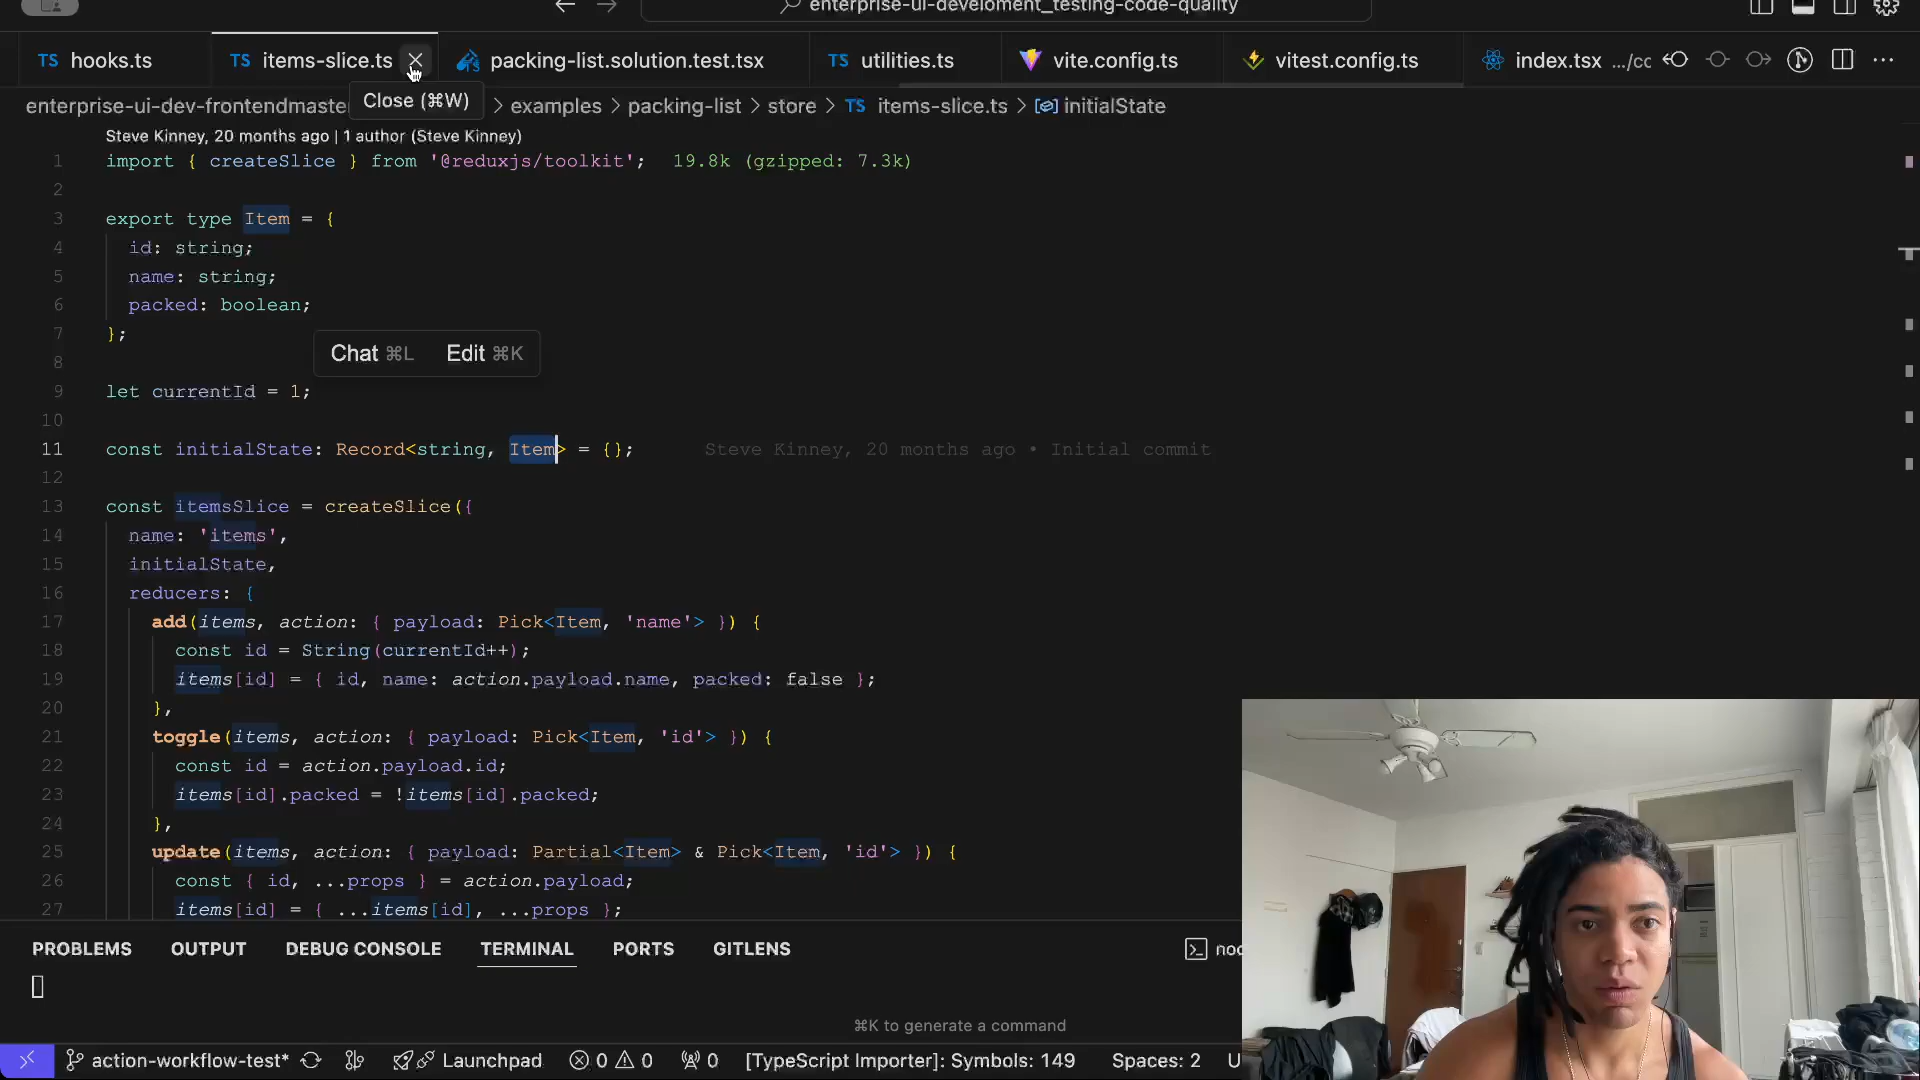 enterprise-ui-develoment_testing-code-quality
TS hooks.ts
TS items-slice.ts
packing-list.solution.test.tsx
TS utilities.ts
vite.config.ts
vitest.config.ts
index.tsx .../cc
Close (⌘W)
enterprise-ui-dev-frontendmaster > examples > packing-list > store > TS items-slice.ts > initialState
Steve Kinney, 20 months ago | 1 author (Steve Kinney)
1 import { createSlice } from '@reduxjs/toolkit'; 19.8k (gzipped: 7.3k)
2
3 export type Item = {
4 id: string;
5 name: string;
6 packed: boolean;
7 };
8
Chat ⌘L Edit ⌘K
9 let currentId = 1;
10
11 const initialState: Record<string, Item> = {}; Steve Kinney, 20 months ago • Initial commit
12
13 const itemsSlice = createSlice({
14 name: 'items',
15 initialState,
16 reducers: {
17 add(items, action: { payload: Pick<Item, 'name'> }) {
18 const id = String(currentId++);
19 items[id] = { id, name: action.payload.name, packed: false };
20 },
21 toggle(items, action: { payload: Pick<Item, 'id'> }) {
22 const id = action.payload.id;
23 items[id].packed = !items[id].packed;
24 },
25 update(items, action: { payload: Partial<Item> & Pick<Item, 'id'> }) {
26 const { id, ...props } = action.payload;
27 items[id] = { ...items[id], ...props };
PROBLEMS OUTPUT DEBUG CONSOLE TERMINAL PORTS GITLENS
⌘K to generate a command
action-workflow-test* Launchpad 0 0 0 [TypeScript Importer]: Symbols: 149 Spaces: 2